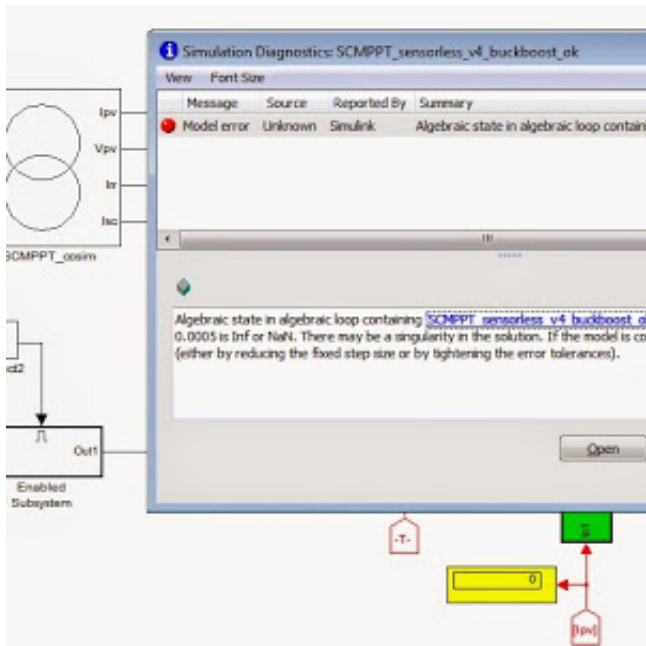 Simulation Diagnostics: SCMPPT_sensorless_v4_buckboost_ok
View Font Size
Message Source Reported By Summary
Model error Unknown Simulink Algebraic state in algebraic loop contain
Ipv
Vpv
Irr
Isc
SCMPPT_cosim
Algebraic state in algebraic loop containing SCMPPT_sensorless_v4_buckboost_o
0.0005 is Inf or NaN. There may be a singularity in the solution. If the model is co
(either by reducing the fixed step size or by tightening the error tolerances).
ct2
Open
Out1
Enabled
Subsystem
-T-
In1
0
[Ipv]